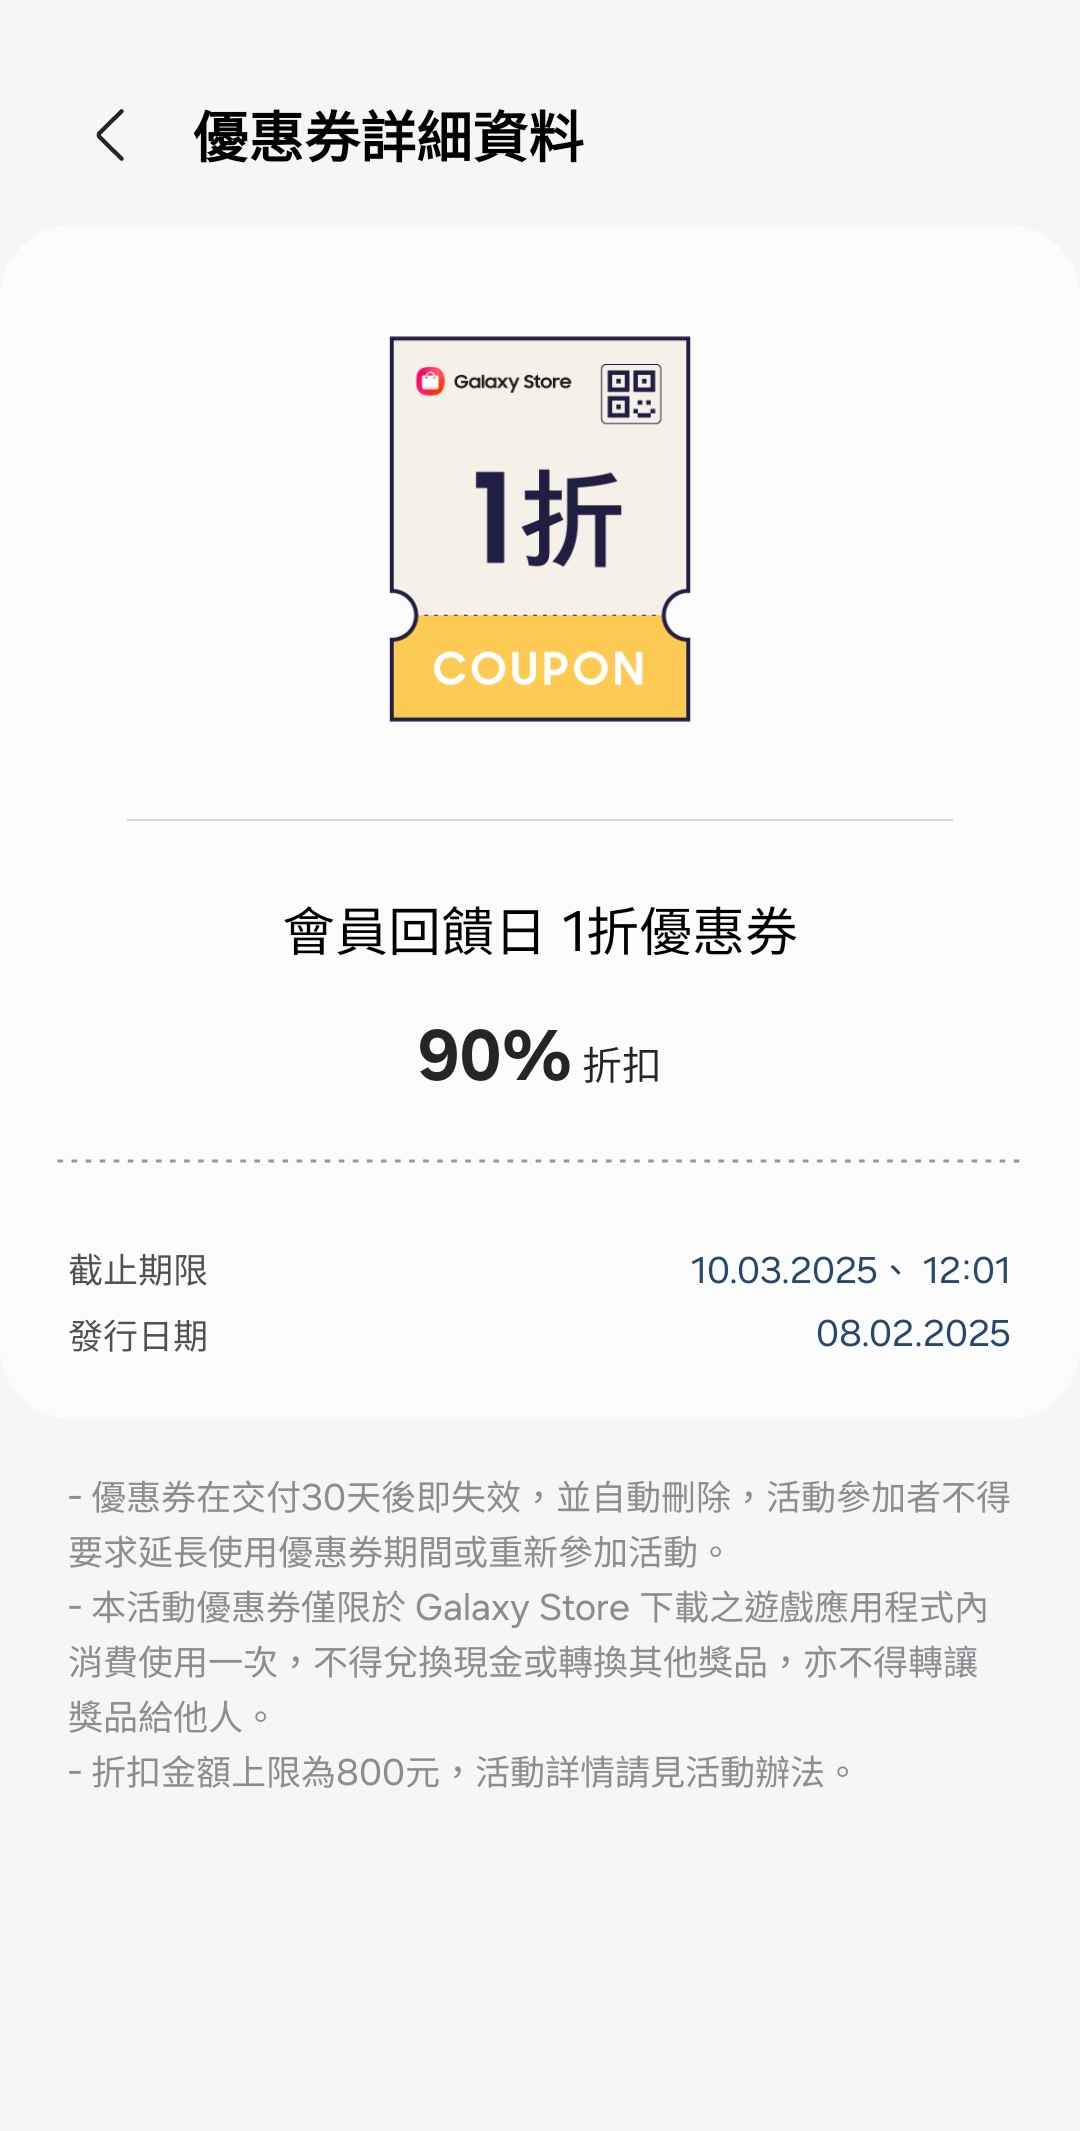 優惠券詳細資料
Galaxy Store
1折
COUPON
會員回饋日 1折優惠券
90% 折扣
截止期限 10.03.2025、 12:01
發行日期 08.02.2025
- 優惠券在交付30天後即失效，並自動刪除，活動參加者不得
要求延長使用優惠券期間或重新參加活動。
- 本活動優惠券僅限於 Galaxy Store 下載之遊戲應用程式內
消費使用一次，不得兌換現金或轉換其他獎品，亦不得轉讓
獎品給他人。
- 折扣金額上限為800元，活動詳情請見活動辦法。